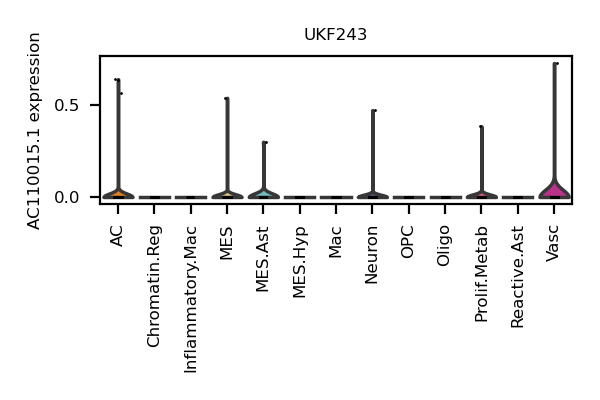 UKF243
AC110015.1 expression
0.5
0.0
AC
Chromatin.Reg
Inflammatory.Mac
MES
MES.Ast
MES.Hyp
Mac
Neuron
OPC
Oligo
Prolif.Metab
Reactive.Ast
Vasc